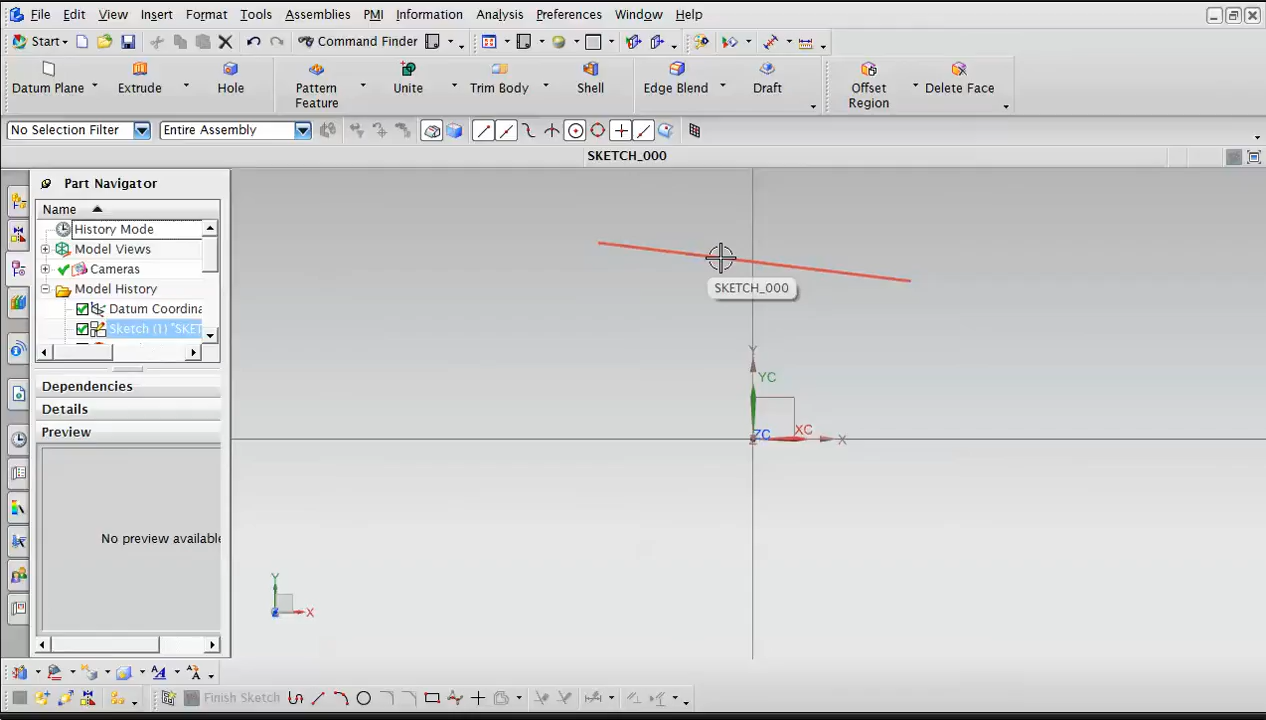 File Edit View Insert Format Tools Assemblies PMI Information Analysis Preferences Window Help
Start Command Finder
Datum Plane Extrude Hole Pattern Feature Unite Trim Body Shell Edge Blend Draft Offset Region Delete Face
No Selection Filter Entire Assembly
SKETCH_000
Part Navigator
Name
History Mode
Model Views
Cameras
Model History
Datum Coordina
Sketch (1) "SKET
Dependencies
Details
Preview
No preview available
SKETCH_000
Y
YC
ZC XC X
Y
X
Finish Sketch